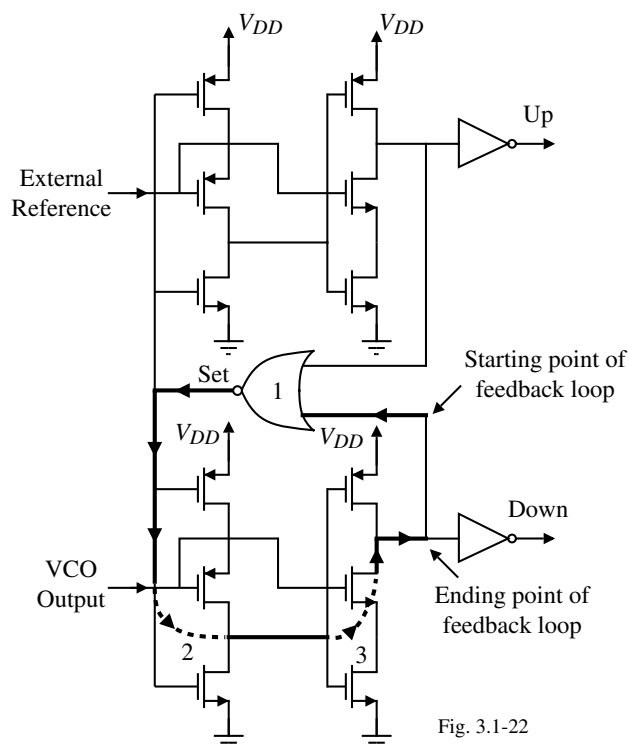 VDD
VDD
Up
External
Reference
Set
1
Starting point of
feedback loop
VDD
VDD
Down
VCO
Output
Ending point of
feedback loop
2
3
Fig. 3.1-22